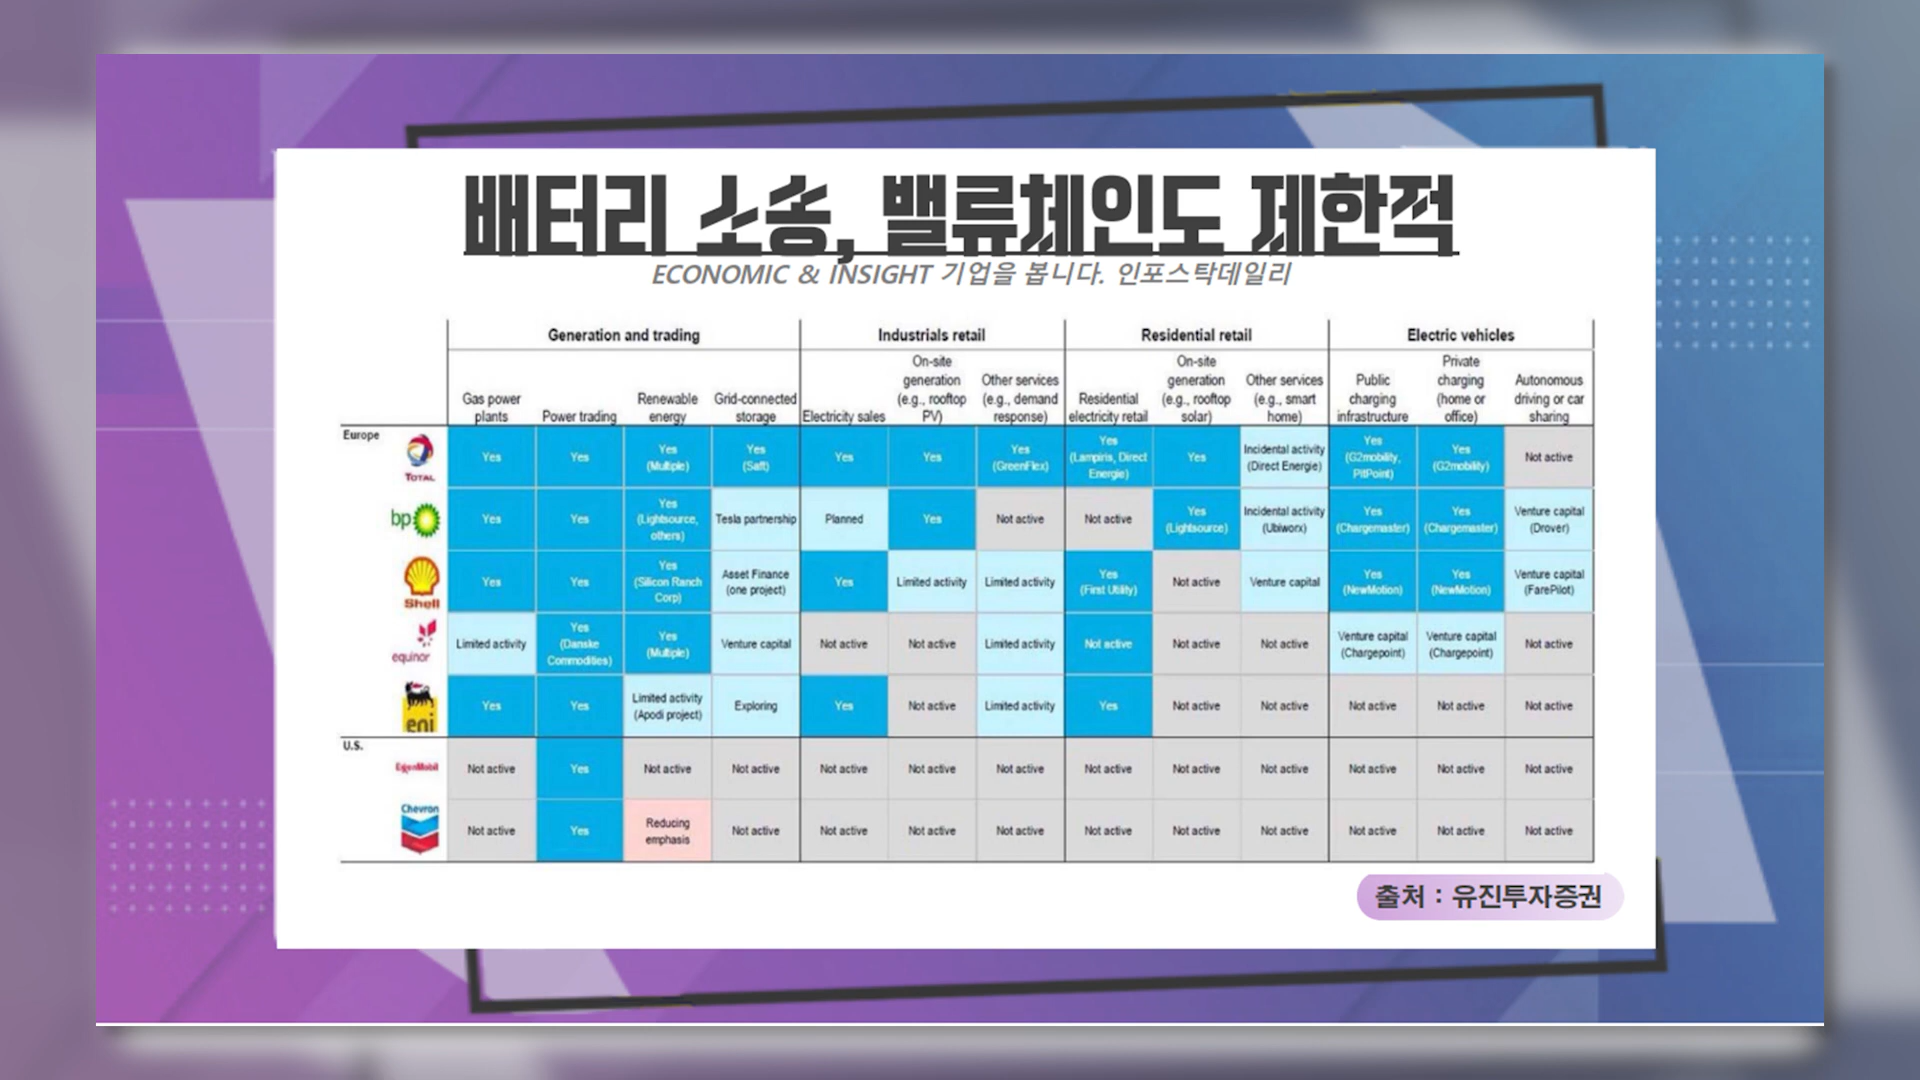 배터리 소송, 밸류체인도 제한적
ECONOMIC & INSIGHT 기업을 봅니다. 인포스탁데일리
Generation and trading Industrials retail Residential retail Electric vehicles
Gas power plants Power trading Renewable energy Grid-connected storage Electricity sales On-site generation (e.g., rooftop PV) Other services (e.g., demand response) Residential electricity retail On-site generation (e.g., rooftop solar) Other services (e.g., smart home) Public charging infrastructure Private charging (home or office) Autonomous driving or car sharing
Europe
TOTAL Yes Yes Yes (Multiple) Yes (Saft) Yes Yes Yes (GreenFlex) Yes (Lampiris, Direct Energie) Yes Incidental activity (Direct Energie) Yes (G2mobility, PitPoint) Yes (G2mobility) Not active
bp Yes Yes Yes (Lightsource, others) Tesla partnership Planned Yes Not active Not active Yes (Lightsource) Incidental activity (Ubiworx) Yes (Chargemaster) Yes (Chargemaster) Venture capital (Drover)
Shell Yes Yes Yes (Silicon Ranch Corp) Asset Finance (one project) Yes Limited activity Limited activity Yes (First Utility) Not active Venture capital Yes (NewMotion) Yes (NewMotion) Venture capital (FarePilot)
equinor Limited activity Yes (Danske Commodities) Yes (Multiple) Venture capital Not active Not active Limited activity Not active Not active Not active Venture capital (Chargepoint) Venture capital (Chargepoint) Not active
eni Yes Yes Limited activity (Apodi project) Exploring Yes Not active Limited activity Yes Not active Not active Not active Not active Not active
U.S.
ExxonMobil Not active Yes Not active Not active Not active Not active Not active Not active Not active Not active Not active Not active Not active
Chevron Not active Yes Reducing emphasis Not active Not active Not active Not active Not active Not active Not active Not active Not active Not active
출처 : 유진투자증권